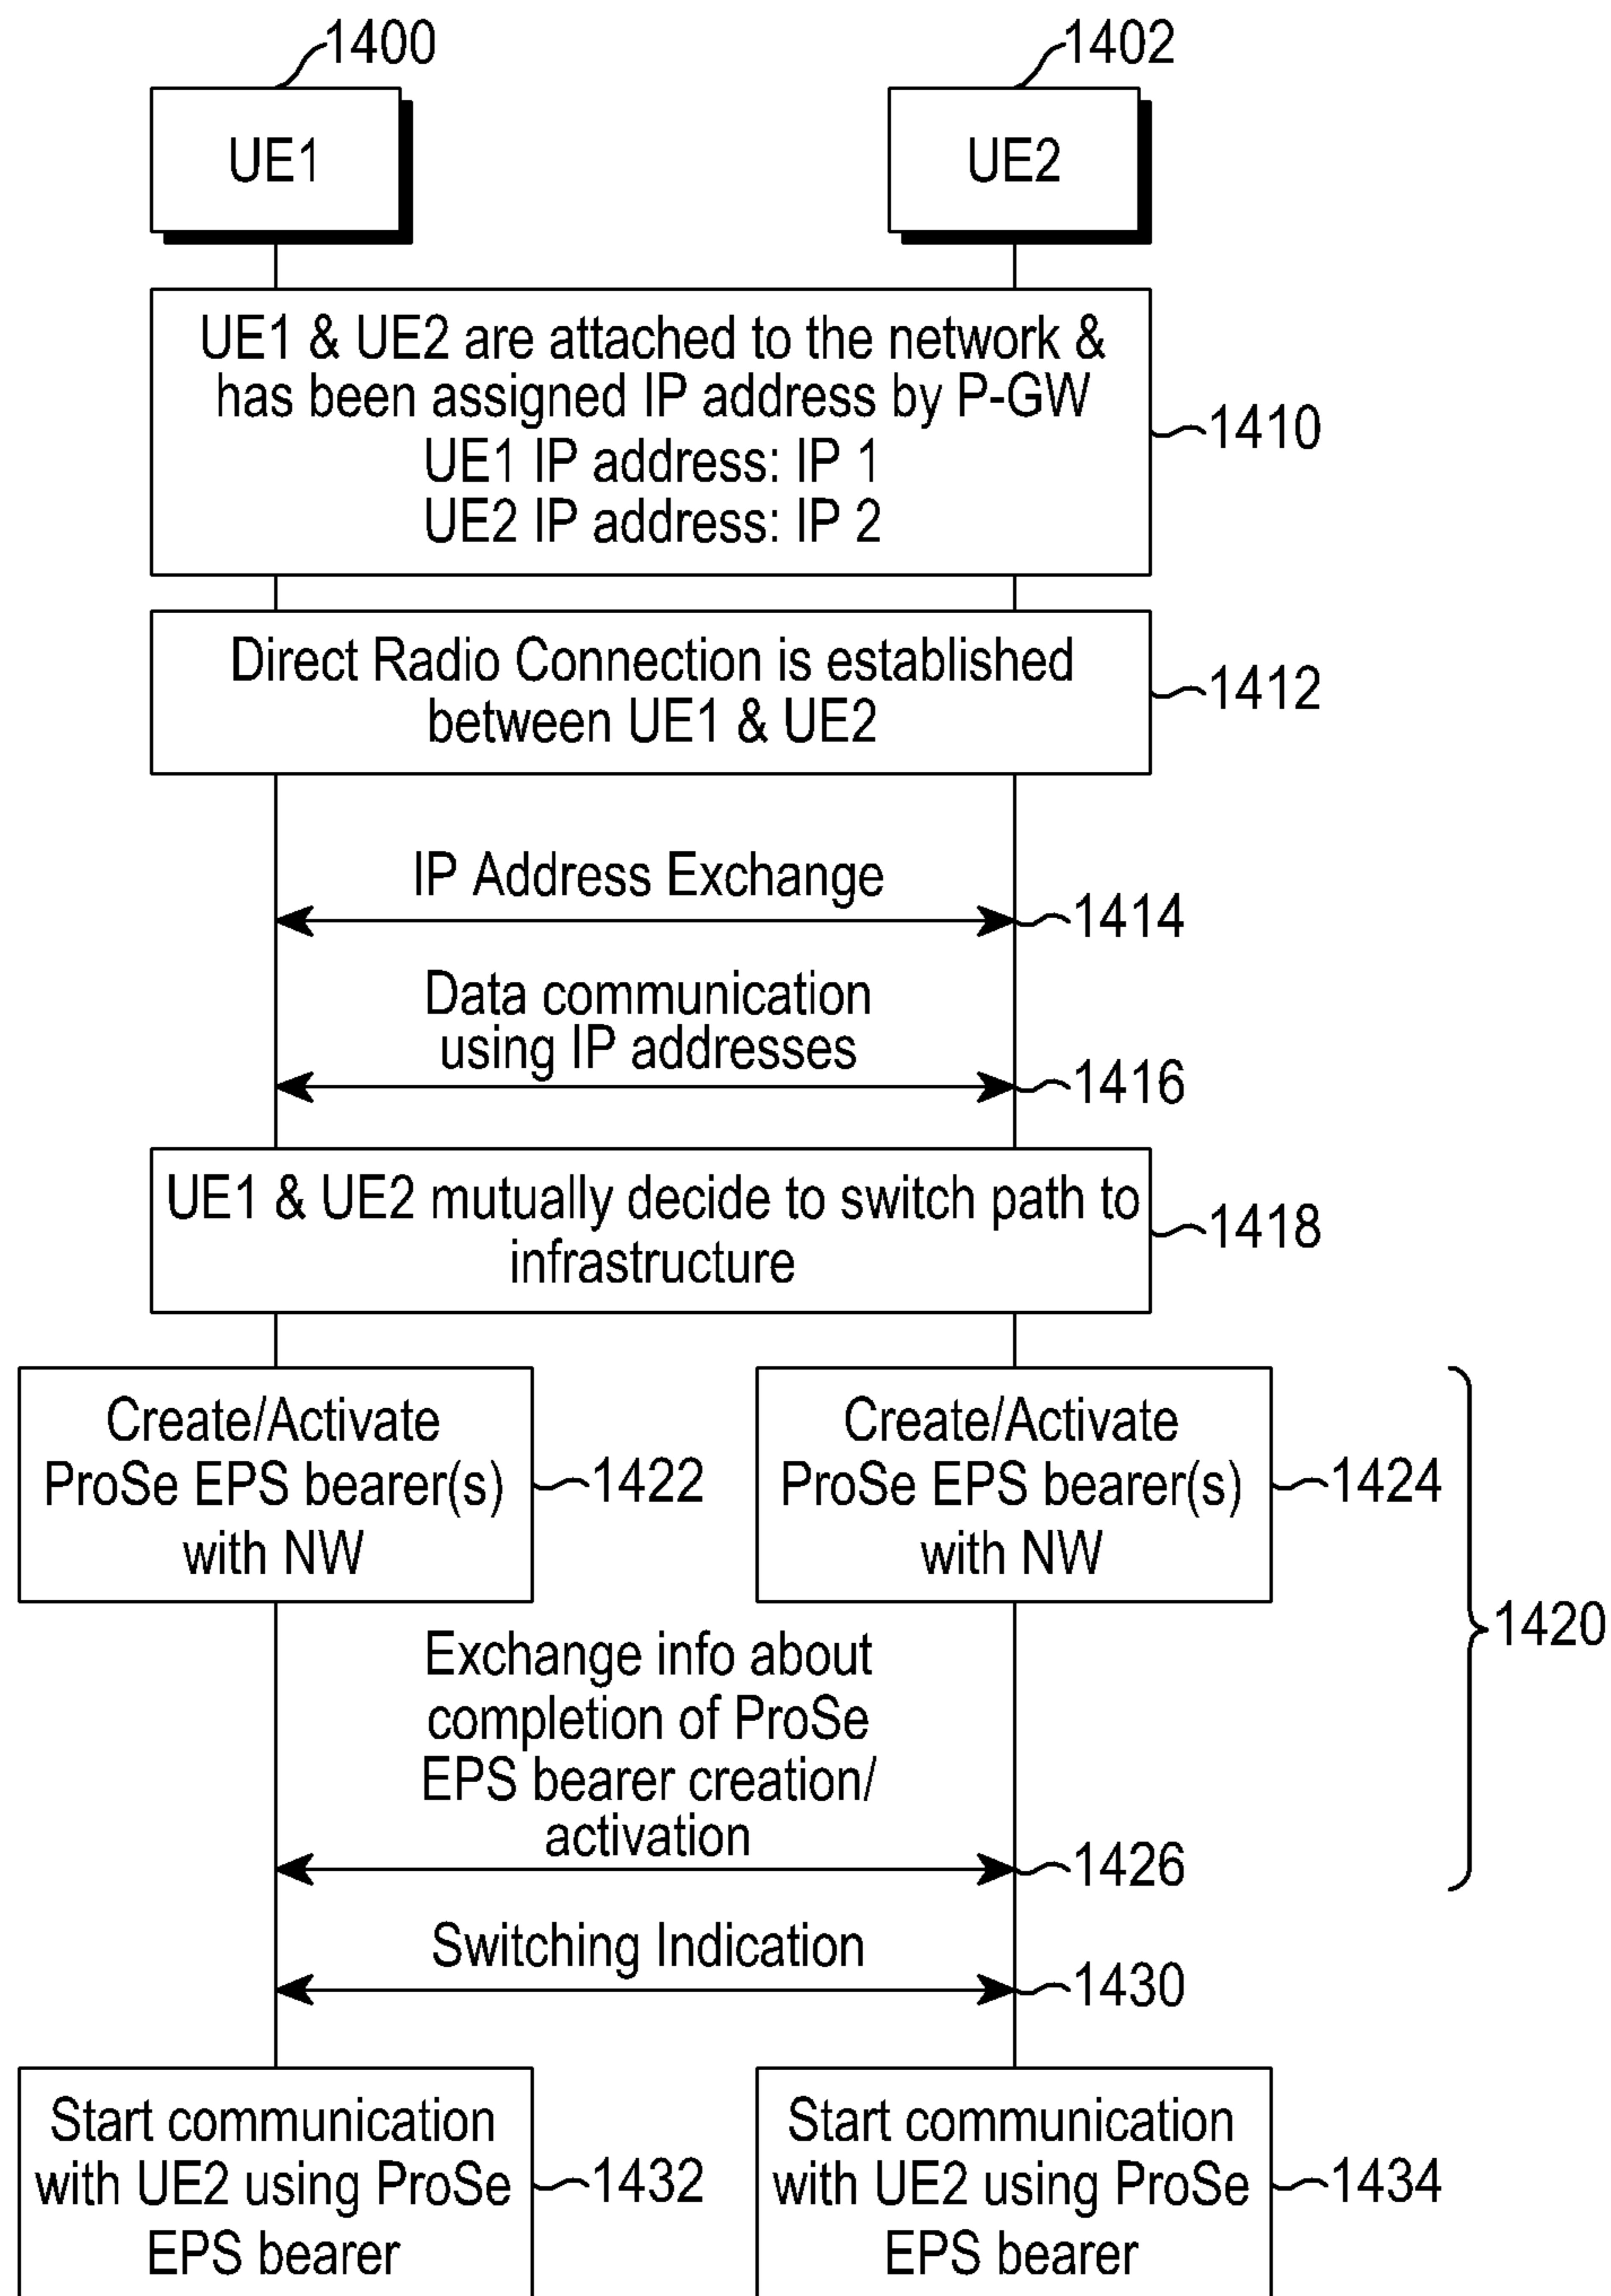 1400
1402
UE1
UE2
UE1 & UE2 are attached to the network &
has been assigned IP address by P-GW
UE1 IP address: IP 1
UE2 IP address: IP 2
1410
Direct Radio Connection is established
between UE1 & UE2
1412
IP Address Exchange
1414
Data communication
using IP addresses
1416
UE1 & UE2 mutually decide to switch path to
infrastructure
1418
Create/Activate
ProSe EPS bearer(s)
with NW
1422
Create/Activate
ProSe EPS bearer(s)
with NW
1424
1420
Exchange info about
completion of ProSe
EPS bearer creation/
activation
1426
Switching Indication
1430
Start communication
with UE2 using ProSe
EPS bearer
1432
Start communication
with UE2 using ProSe
EPS bearer
1434